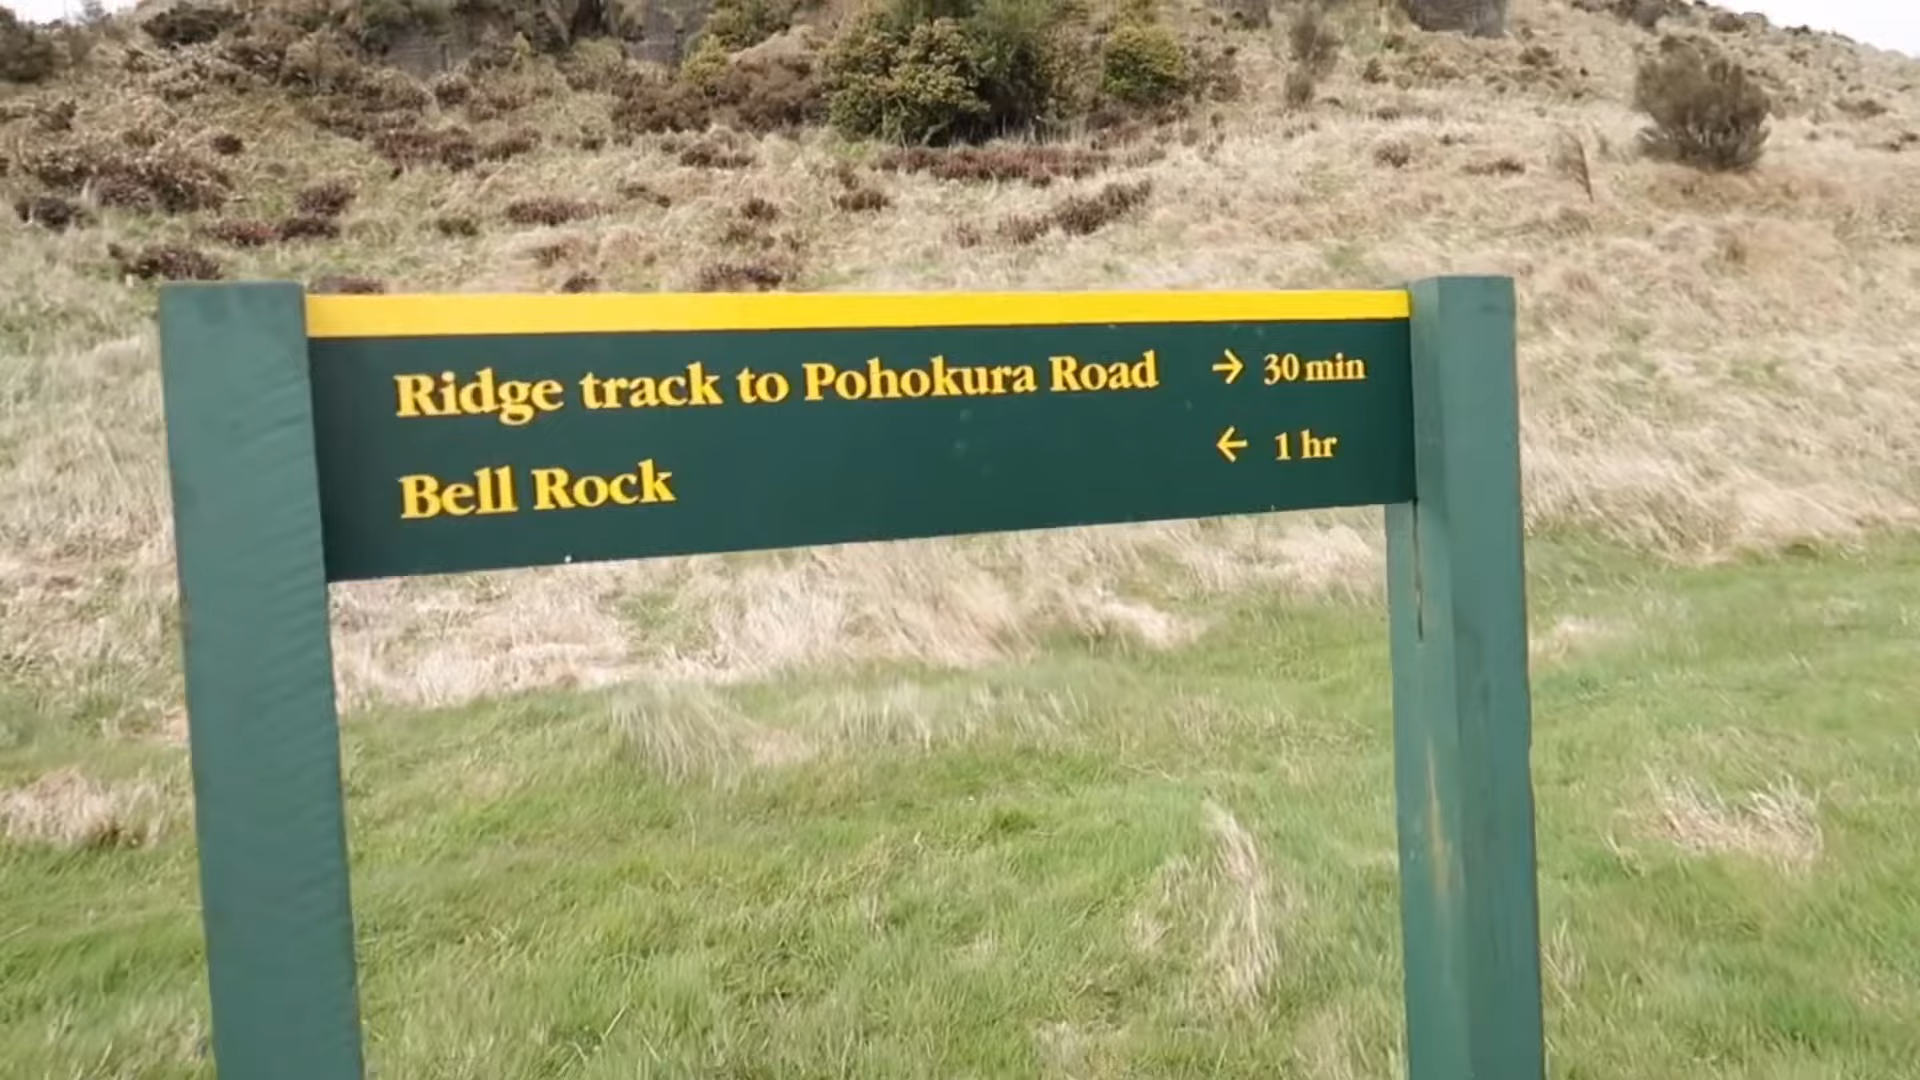 Ridge track to Pohokura Road → 30 min
Bell Rock ← 1 hr